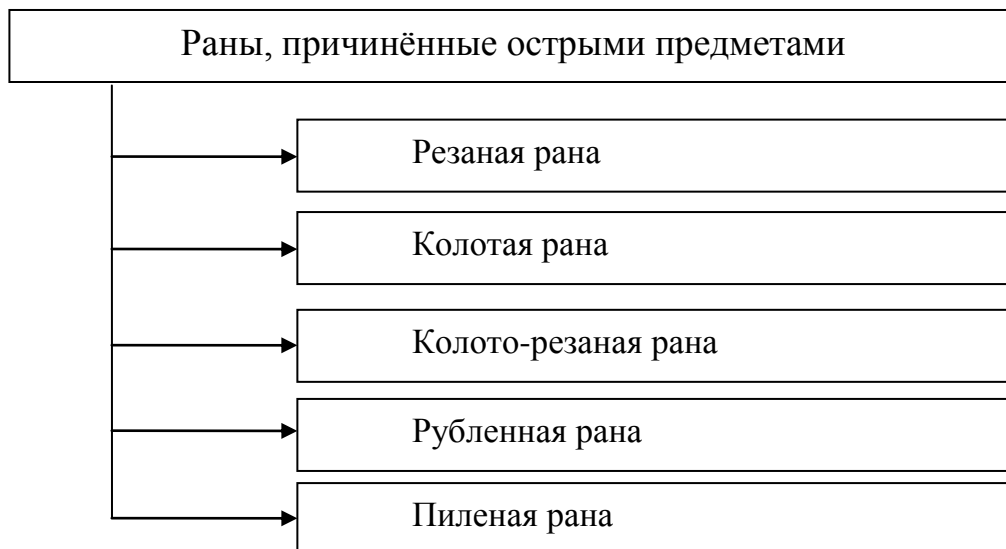 Раны, причинённые острыми предметами
Резаная рана
Колотая рана
Колото-резаная рана
Рубленная рана
Пиленая рана